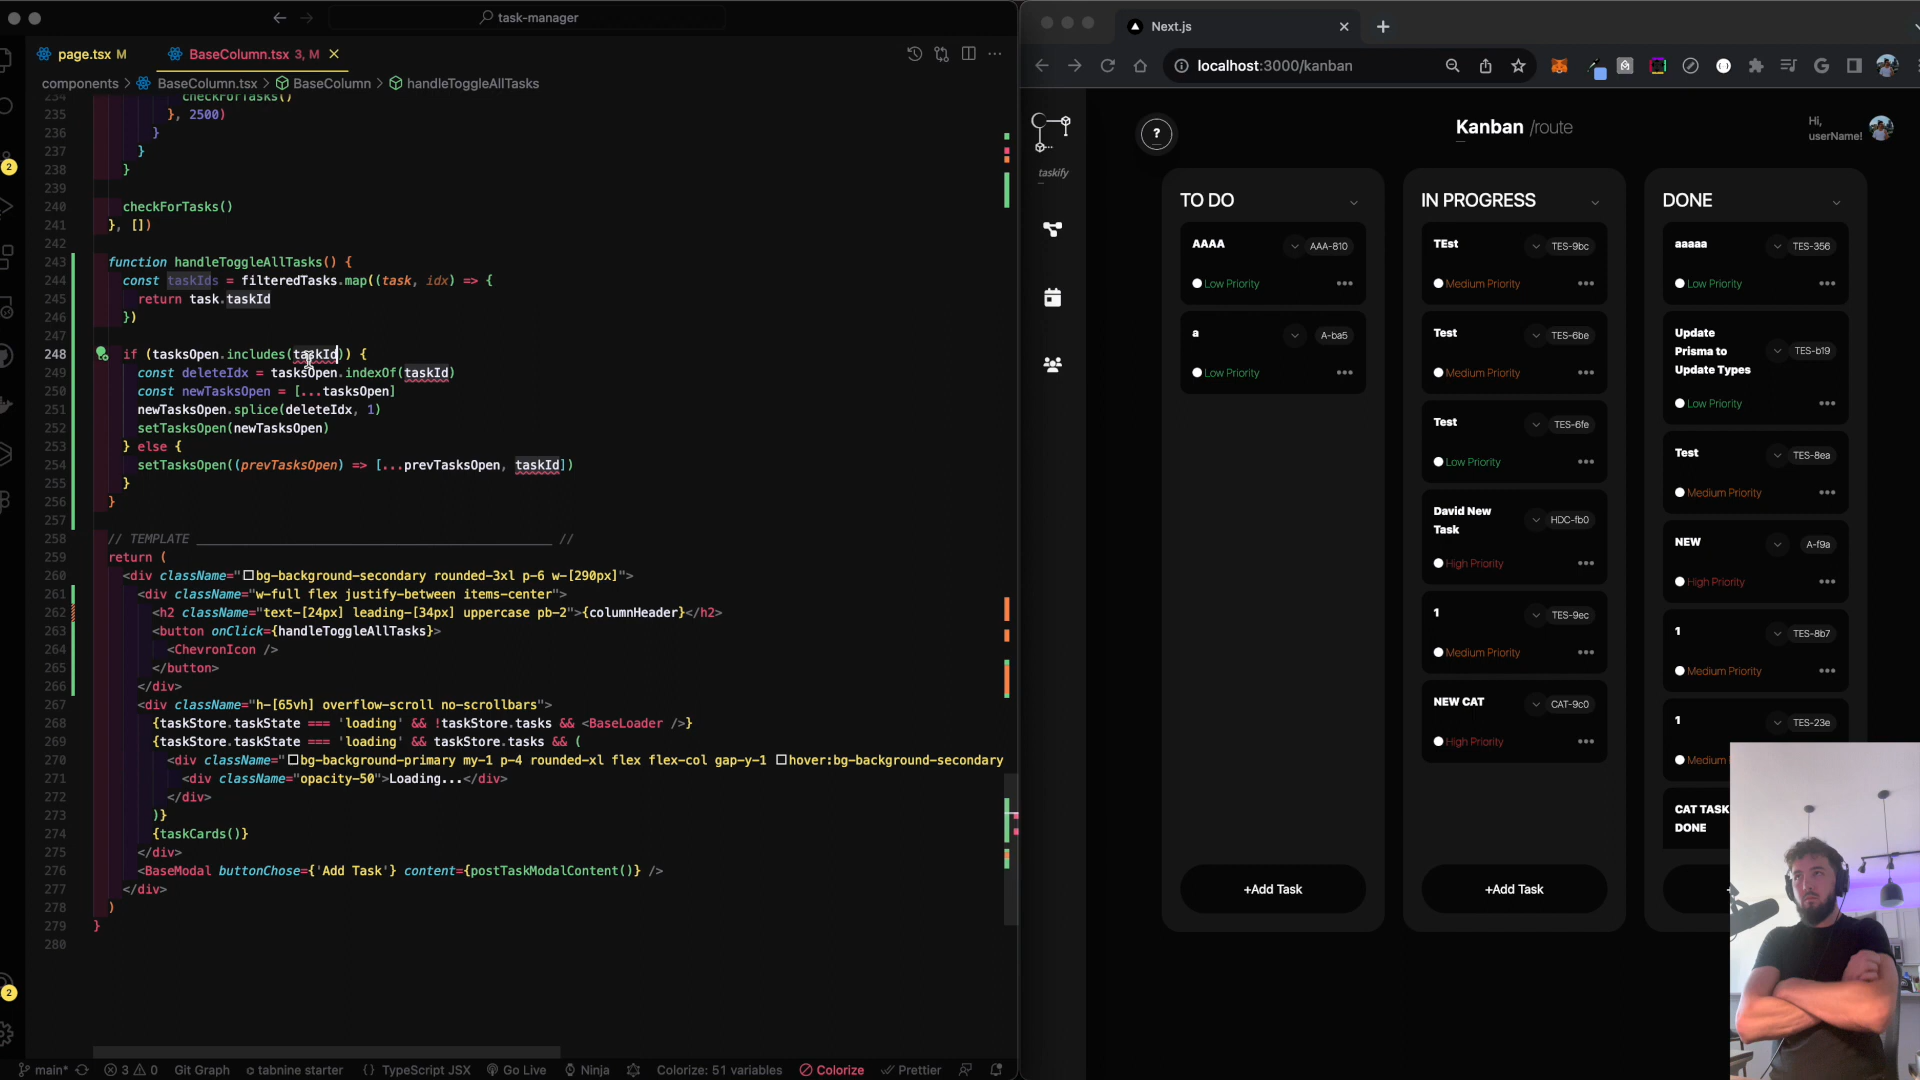 task-manager
page.tsx M
BaseColumn.tsx 3, M
components > BaseColumn.tsx > BaseColumn > handleToggleAllTasks
234 checkForTasks()
235 }, 2500)
236 }
237 }
238 }
239
240 checkForTasks()
241 }, [])
242
243 function handleToggleAllTasks() {
244 const taskIds = filteredTasks.map((task, idx) => {
245 return task.taskId
246 })
247
248 if (tasksOpen.includes(taskId)) {
249 const deleteIdx = tasksOpen.indexOf(taskId)
250 const newTasksOpen = [...tasksOpen]
251 newTasksOpen.splice(deleteIdx, 1)
252 setTasksOpen(newTasksOpen)
253 } else {
254 setTasksOpen((prevTasksOpen) => [...prevTasksOpen, taskId])
255 }
256 }
257
258 // TEMPLATE ________________________________________________ //
259 return (
260 <div className="bg-background-secondary rounded-3xl p-6 w-[290px]">
261 <div className="w-full flex justify-between items-center">
262 <h2 className="text-[24px] leading-[34px] uppercase pb-2">{columnHeader}</h2>
263 <button onClick={handleToggleAllTasks}>
264 <ChevronIcon />
265 </button>
266 </div>
267 <div className="h-[65vh] overflow-scroll no-scrollbars">
268 {taskStore.taskState === 'loading' && !taskStore.tasks && <BaseLoader />}
269 {taskStore.taskState === 'loading' && taskStore.tasks && (
270 <div className="bg-background-primary my-1 p-4 rounded-xl flex flex-col gap-y-1 hover:bg-background-secondary
271 <div className="opacity-50">Loading...</div>
272 </div>
273 )}
274 {taskCards()}
275 </div>
276 <BaseModal buttonChose={'Add Task'} content={postTaskModalContent()} />
277 </div>
278 )
279 }
280
2
2
main*
3
0
Git Graph
tabnine starter
{ } TypeScript JSX
Go Live
Ninja
Colorize: 51 variables
Colorize
Prettier
Next.js
localhost:3000/kanban
taskify
?
Kanban /route
Hi,
userName!
TO DO
AAAA
AAA-810
Low Priority
a
A-ba5
Low Priority
+Add Task
IN PROGRESS
TEst
TES-9bc
Medium Priority
Test
TES-6be
Medium Priority
Test
TES-6fe
Low Priority
David New
Task
HDC-fb0
High Priority
1
TES-9ec
Medium Priority
NEW CAT
CAT-9c0
High Priority
+Add Task
DONE
aaaaa
TES-356
Low Priority
Update
Prisma to
Update Types
TES-b19
Low Priority
Test
TES-8ea
Medium Priority
NEW
A-f9a
High Priority
1
TES-8b7
Medium Priority
1
TES-23e
Medium
CAT TASK
DONE